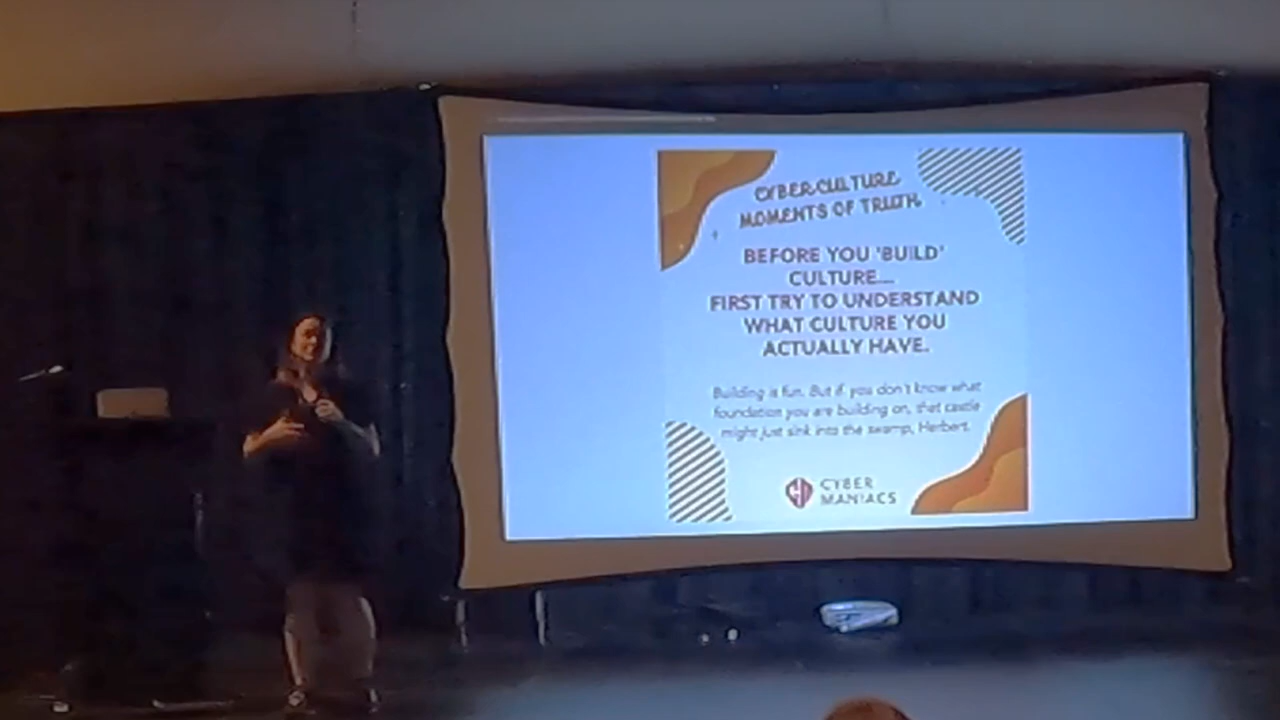 CYBERCULTURE
MOMENTS OF TRUTH
BEFORE YOU 'BUILD'
CULTURE....
FIRST TRY TO UNDERSTAND
WHAT CULTURE YOU
ACTUALLY HAVE.
Building is fun. But if you don't know what
foundation you are building on, that castle
might just sink into the swamp, Herbert.
CYBER
MANIACS